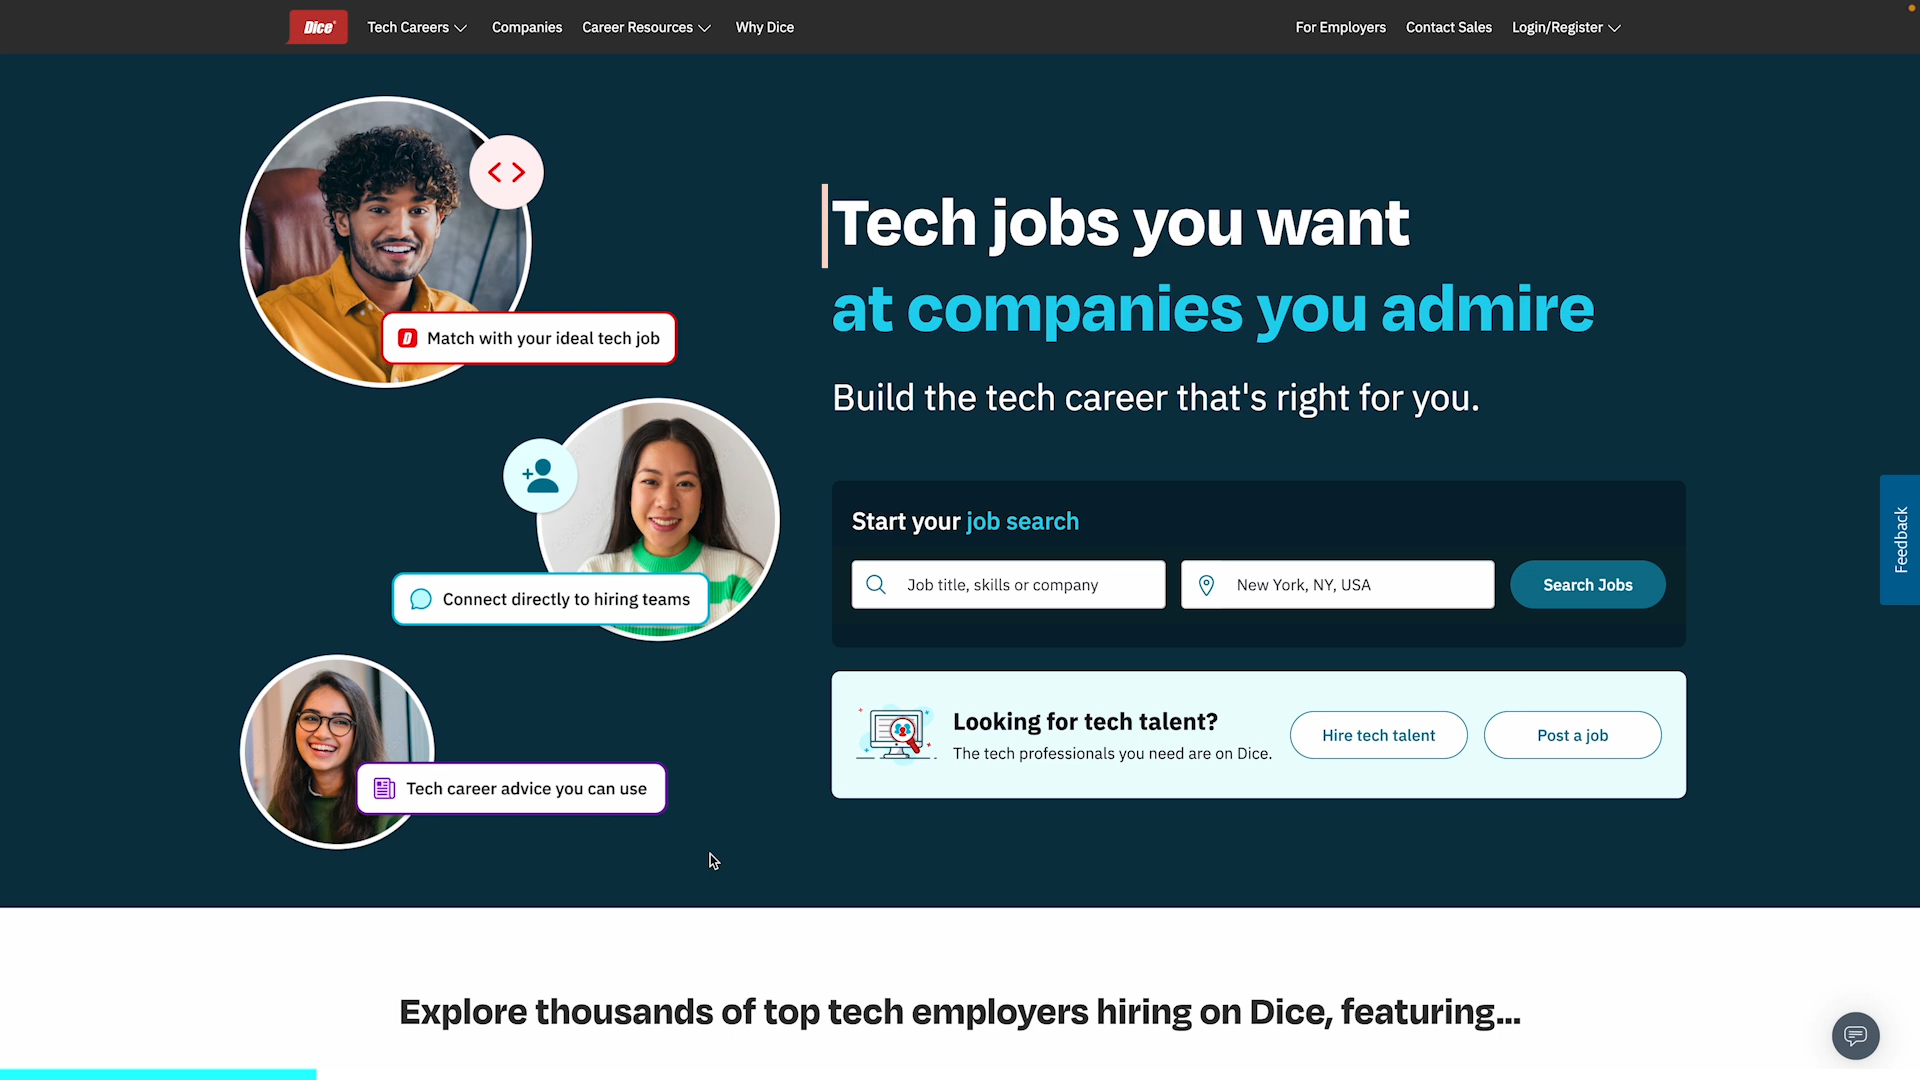 Dice
Tech Careers
Companies
Career Resources
Why Dice
For Employers
Contact Sales
Login/Register
Match with your ideal tech job
Connect directly to hiring teams
Tech career advice you can use
Tech jobs you want
at companies you admire
Build the tech career that's right for you.
Start your job search
Job title, skills or company
New York, NY, USA
Search Jobs
Looking for tech talent?
The tech professionals you need are on Dice.
Hire tech talent
Post a job
Feedback
Explore thousands of top tech employers hiring on Dice, featuring...